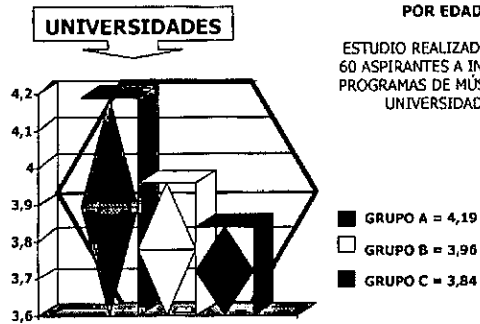 UNIVERSIDADES
POR EDAD
ESTUDIO REALIZAD
60 ASPIRANTES A IN
PROGRAMAS DE MÚS
UNIVERSIDAD
4,2
4,1
4
3,9
3,8
3,7
3,6
GRUPO A = 4,19
GRUPO B = 3,96
GRUPO C = 3,84